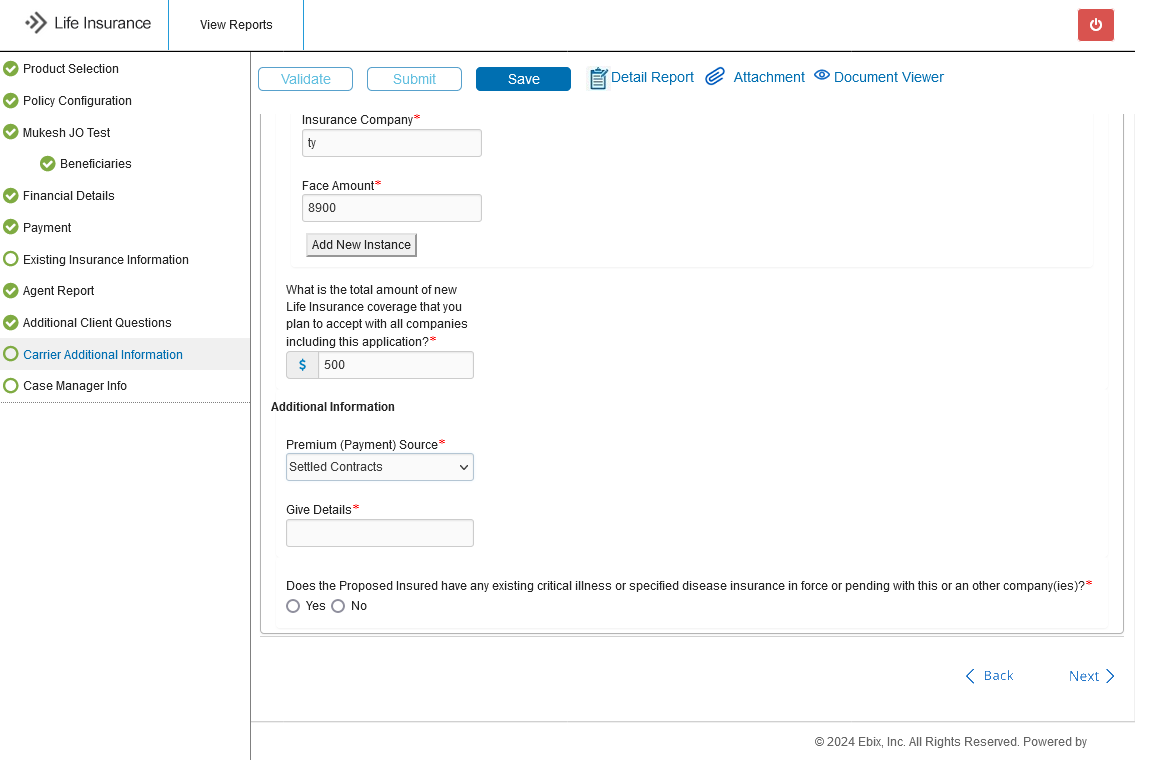 Life Insurance
View Reports
Product Selection
Policy Configuration
Mukesh JO Test
Beneficiaries
Financial Details
Payment
Existing Insurance Information
Agent Report
Additional Client Questions
Carrier Additional Information
Case Manager Info
Validate
Submit
Save
Detail Report
Attachment
Document Viewer
Insurance Company*
ty
Face Amount*
8900
Add New Instance
What is the total amount of new
Life Insurance coverage that you
plan to accept with all companies
including this application?*
$ 500
Additional Information
Premium (Payment) Source*
Settled Contracts
Give Details*
Does the Proposed Insured have any existing critical illness or specified disease insurance in force or pending with this or an other company(ies)?*
Yes No
Back
Next
© 2024 Ebix, Inc. All Rights Reserved. Powered by